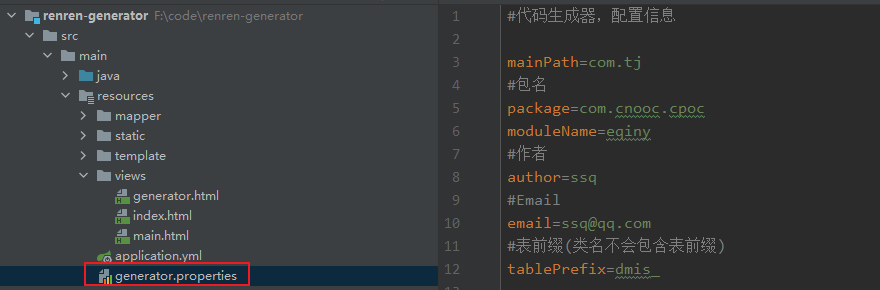 renren-generator F:\code\renren-generator
src
main
java
resources
mapper
static
template
views
generator.html
index.html
main.html
application.yml
generator.properties
1 #代码生成器，配置信息
2
3 mainPath=com.tj
4 #包名
5 package=com.cnooc.cpoc
6 moduleName=eqiny
7 #作者
8 author=ssq
9 #Email
10 email=ssq@qq.com
11 #表前缀(类名不会包含表前缀)
12 tablePrefix=dmis_